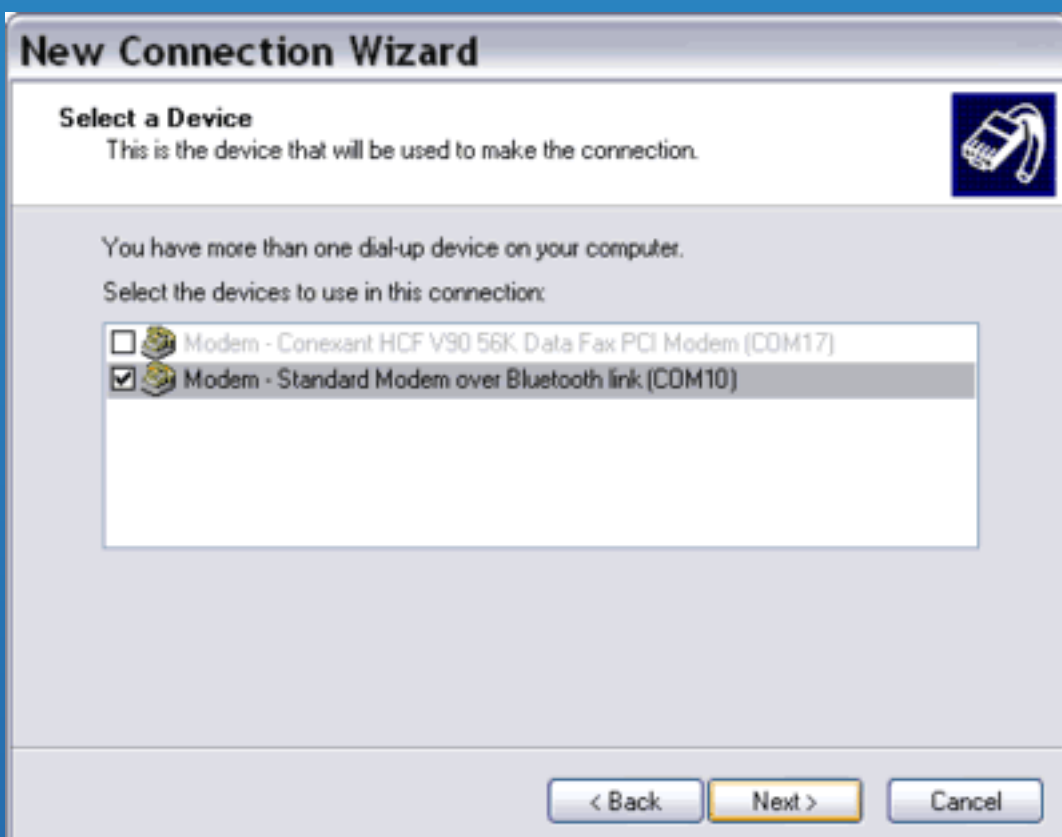 New Connection Wizard
Select a Device
This is the device that will be used to make the connection.
You have more than one dial-up device on your computer.
Select the devices to use in this connection:
Modem - Conexant HCF V90 56K Data Fax PCI Modem (COM17)
Modem - Standard Modem over Bluetooth link (COM10)
< Back Next > Cancel